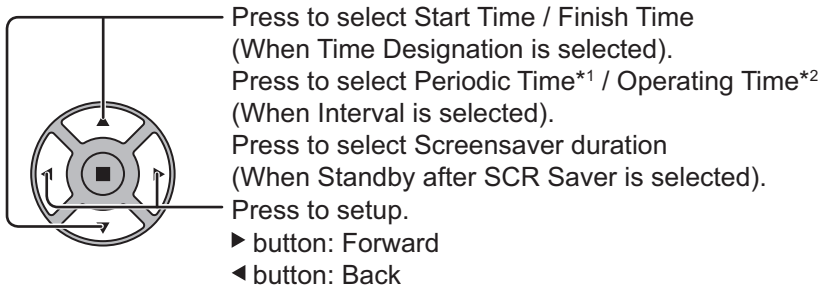 Press to select Start Time / Finish Time
(When Time Designation is selected).
Press to select Periodic Time*1 / Operating Time*2
(When Interval is selected).
Press to select Screensaver duration
(When Standby after SCR Saver is selected).
Press to setup.
▶ button: Forward
◀ button: Back